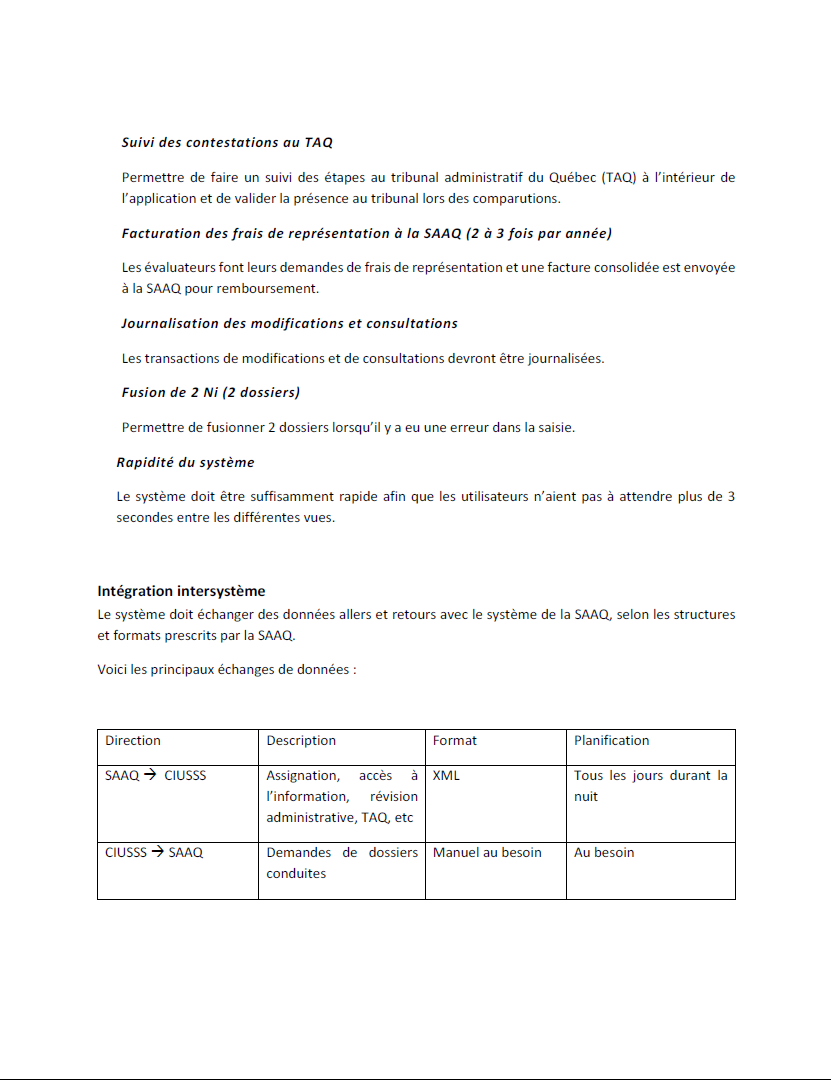 Suivi des contestations au TAQ
Permettre de faire un suivi des étapes au tribunal administratif du Québec (TAQ) à l’intérieur de
l’application et de valider la présence au tribunal lors des comparutions.
Facturation des frais de représentation à la SAAQ (2 à 3 fois par année)
Les évaluateurs font leurs demandes de frais de représentation et une facture consolidée est envoyée
à la SAAQ pour remboursement.
Journalisation des modifications et consultations
Les transactions de modifications et de consultations devront être journalisées.
Fusion de 2 Ni (2 dossiers)
Permettre de fusionner 2 dossiers lorsqu’il y a eu une erreur dans la saisie.
Rapidité du système
Le système doit être suffisamment rapide afin que les utilisateurs n’aient pas à attendre plus de 3
secondes entre les différentes vues.
Intégration intersystème
Le système doit échanger des données allers et retours avec le système de la SAAQ, selon les structures
et formats prescrits par la SAAQ.
Voici les principaux échanges de données :
Direction Description Format Planification
SAAQ → CIUSSS Assignation, accès à XML Tous les jours durant la
l’information, révision nuit
administrative, TAQ, etc
CIUSSS → SAAQ Demandes de dossiers Manuel au besoin Au besoin
conduites